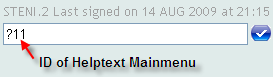 STENI.2 Last signed on 14 AUG 2009 at 21:15
?11
ID of Helptext Mainmenu